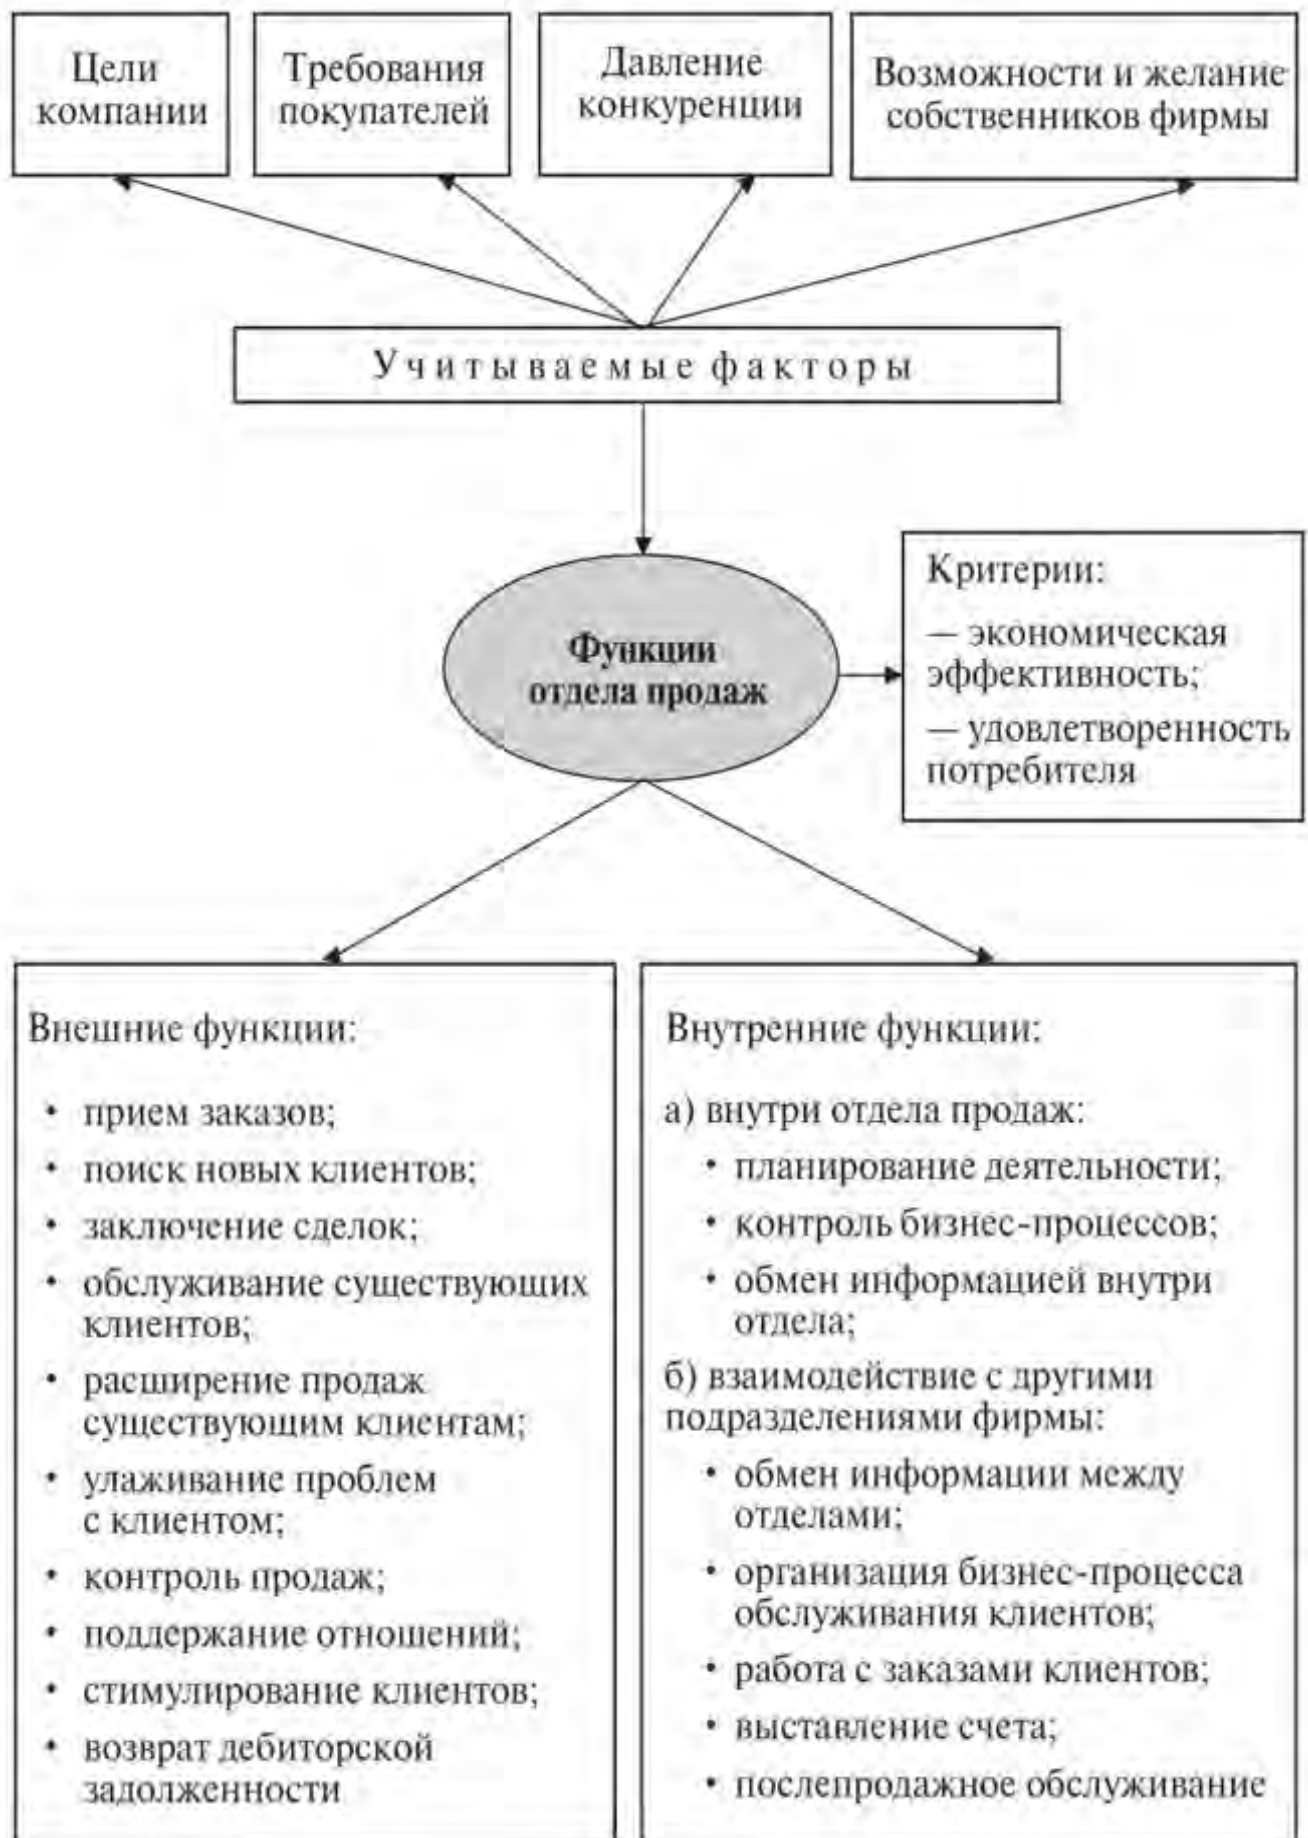 Цели
компании
Требования
покупателей
Давление
конкуренции
Возможности и желание
собственников фирмы
Учитываемые факторы
Функции
отдела продаж
Критерии:
— экономическая
эффективность;
— удовлетворенность
потребителя
Внешние функции:
• прием заказов;
• поиск новых клиентов;
• заключение сделок;
• обслуживание существующих
клиентов;
• расширение продаж
существующим клиентам;
• улаживание проблем
с клиентом;
• контроль продаж;
• поддержание отношений;
• стимулирование клиентов;
• возврат дебиторской
задолженности
Внутренние функции:
а) внутри отдела продаж:
• планирование деятельности;
• контроль бизнес-процессов;
• обмен информацией внутри
отдела;
б) взаимодействие с другими
подразделениями фирмы:
• обмен информации между
отделами;
• организация бизнес-процесса
обслуживания клиентов;
• работа с заказами клиентов;
• выставление счета;
• послепродажное обслуживание